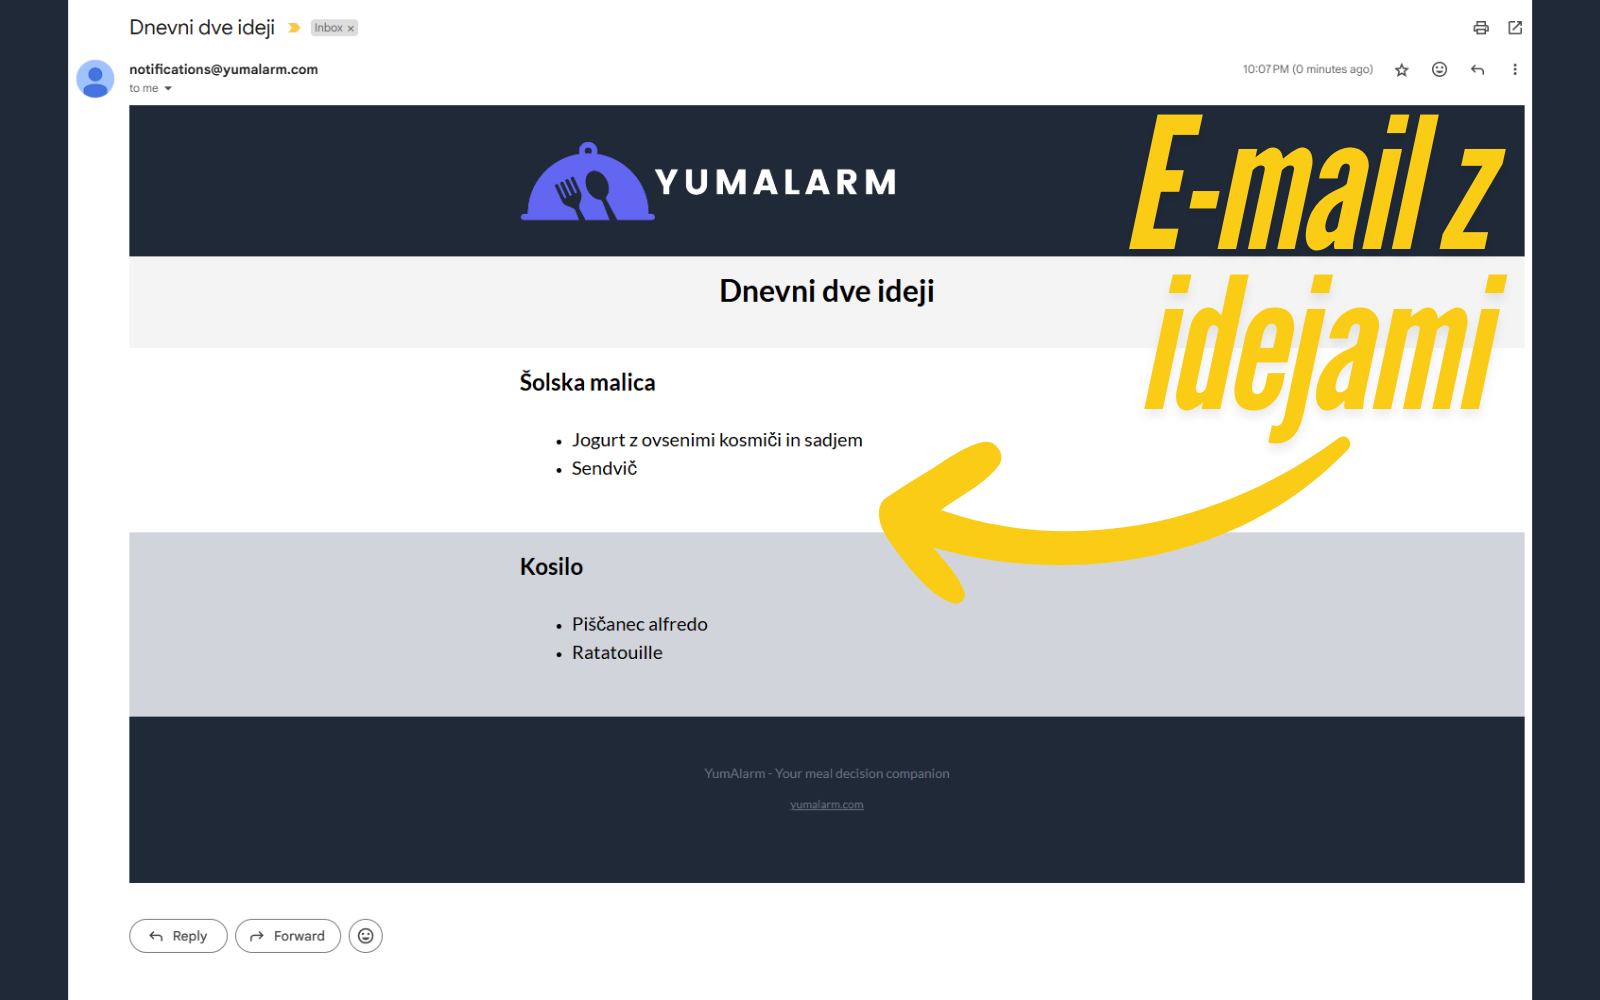 Dnevni dve ideji
Inbox ×
notifications@yumalarm.com
10:07 PM (0 minutes ago)
to me
YUMALARM
E-mail z
idejami
Dnevni dve ideji
Šolska malica
• Jogurt z ovsenimi kosmiči in sadjem
• Sendvič
Kosilo
• Piščanec alfredo
• Ratatouille
YumAlarm - Your meal decision companion
yumalarm.com
Reply
Forward